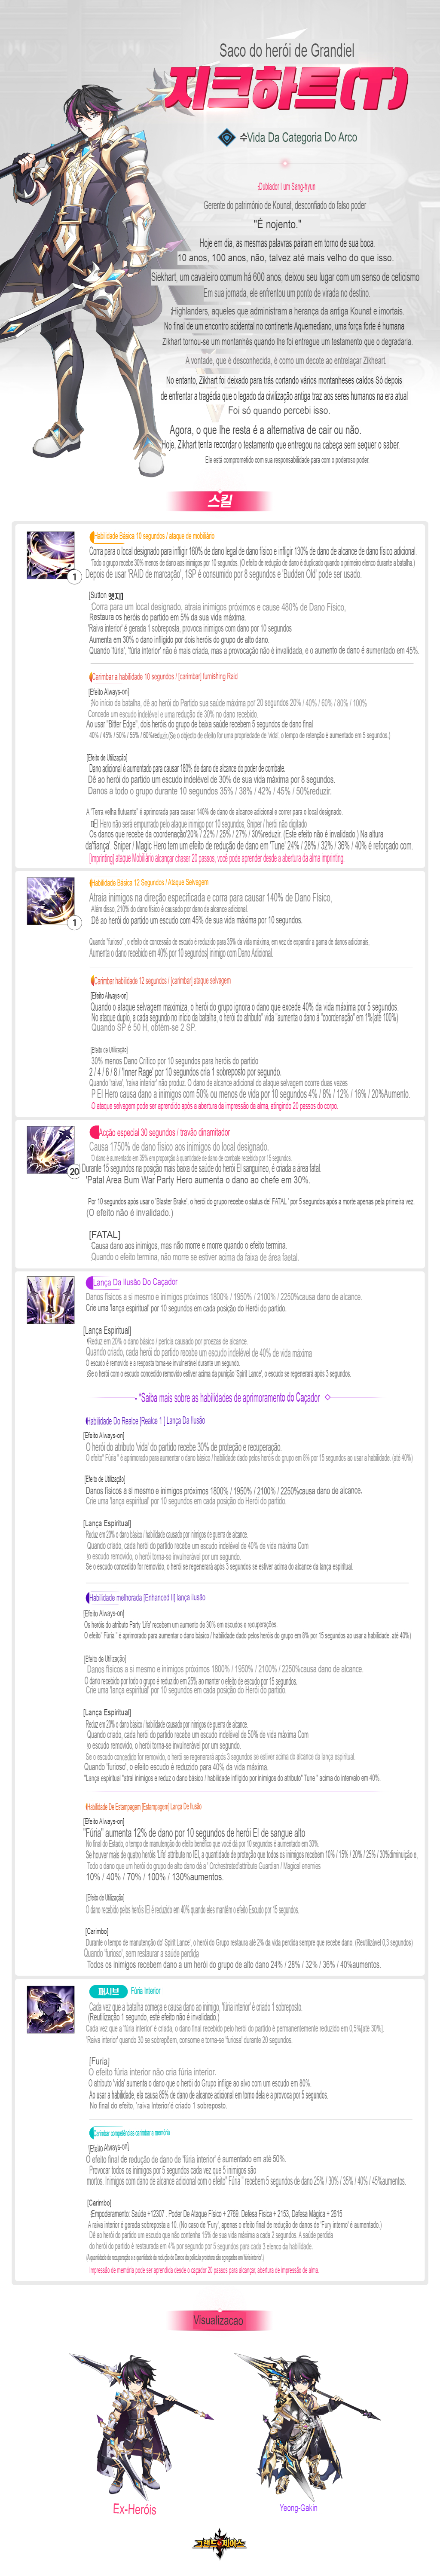 Saco do herói de Grandiel
지크하트(T)
Vida Da Categoria Do Arco
Dublador I um Sang-hyun
Gerente do patrimônio de Kounat, desconfiado do falso poder
"É nojento."
Hoje em dia, as mesmas palavras pairam em torno de sua boca.
10 anos, 100 anos, não, talvez até mais velho do que isso.
Siekhart, um cavaleiro comum há 600 anos, deixou seu lugar com um senso de ceticismo
Em sua jornada, ele enfrentou um ponto de virada no destino.
Highlanders, aqueles que administram a herança da antiga Kounat e imortais.
No final de um encontro acidental no continente Aquemediano, uma força forte é humana
Zikhart tornou-se um montanhês quando lhe foi entregue um testamento que o degradaria.
A vontade, que é desconhecida, é como um decote ao entrelaçar Zikheart.
No entanto, Zikhart foi deixado para trás cortando vários montanheses caídos Só depois
de enfrentar a tragédia que o legado da civilização antiga traz aos seres humanos na era atual
Foi só quando percebi isso.
Agora, o que lhe resta é a alternativa de cair ou não.
Hoje, Zikhart tenta recordar o testamento que entregou na cabeça sem sequer o saber.
Ele está comprometido com sua responsabilidade para com o poderoso poder.
스킬
Habilidade Básica 10 segundos / ataque de mobiliário
Corra para o local designado para infligir 160% de dano legal de dano físico e infligir 130% de dano de alcance de dano físico adicional.
Todo o grupo recebe 30% menos de dano aos inimigos por 10 segundos. (O efeito de redução de dano é duplicado quando o primeiro elenco durante a batalha.)
Depois de usar 'RAID de marcação', 1SP é consumido por 8 segundos e 'Budden Old' pode ser usado.
1
[Sutton 엣지]
Corra para um local designado, atraia inimigos próximos e cause 480% de Dano Físico,
Restaura os heróis do partido em 5% da sua vida máxima.
'Raiva interior' é gerada 1 sobreposta, provoca inimigos com dano por 10 segundos
Aumenta em 30% o dano infligido por dois heróis do grupo de alto dano.
Quando 'fúria', 'fúria interior' não é mais criada, mas a provocação não é invalidada, e o aumento de dano é aumentado em 45%.
Carimbar a habilidade 10 segundos / [carimbar] furnishing Raid
[Efeito Always-on]
No início da batalha, dê ao herói do Partido sua saúde máxima por 20 segundos 20% / 40% / 60% / 80% / 100%
Concede um escudo indelével e uma redução de 30% no dano recebido.
Ao usar "Bitter Edge", dois heróis do grupo de baixa saúde recebem 5 segundos de dano final
40% / 45% / 50% / 55% / 60%reduzir.(Se o objeto de efeito for uma propriedade de 'vida', o tempo de retenção é aumentado em 5 segundos.)
[Efeito de Utilização]
Dano adicional é aumentado para causar 180% de dano de alcance do poder de combate.
Dê ao herói do partido um escudo indelével de 30% de sua vida máxima por 8 segundos.
Danos a todo o grupo durante 10 segundos 35% / 38% / 42% / 45% / 50%reduzir.
A "Terra velha flutuante" é aprimorada para causar 140% de dano de alcance adicional e correr para o local designado.
El Hero não será empurrado pelo ataque inimigo por 10 segundos, Sniper / herói não digitado
Os danos que recebe da coordenação'20% / 22% / 25% / 27% / 30%reduzir. (Este efeito não é invalidado.) Na altura
da'fiança'. Sniper / Magic Hero tem um efeito de redução de dano em 'Tune' 24% / 28% / 32% / 36% / 40% é reforçado com.
[Imprinting] ataque Mobiliário alcançar chaser 20 passos, você pode aprender desde a abertura da alma imprinting.
Habilidade Básica 12 Segundos / Ataque Selvagem
Atraia inimigos na direção especificada e corra para causar 140% de Dano Físico,
Além disso, 210% do dano físico é causado por dano de alcance adicional.
1
Dê ao herói do partido um escudo com 45% de sua vida máxima por 10 segundos.
Quando "furioso" , o efeito de concessão de escudo é reduzido para 35% da vida máxima, em vez de expandir a gama de danos adicionais,
Aumenta o dano recebido em 40% por 10 segundos} inimigo com Dano Adicional.
Carimbar habilidade 12 segundos / [carimbar] ataque selvagem
[Efeito Always-on]
Quando o ataque selvagem maximiza, o herói do grupo ignora o dano que excede 40% da vida máxima por 5 segundos.
No ataque duplo, a cada segundo no início da batalha, o herói do atributo" vida "aumenta o dano à "coordenação" em 1%(até 100%)
Quando SP é 50 H, obtém-se 2 SP.
[Efeito de Utilização]
30% menos Dano Crítico por 10 segundos para heróis do partido
2 / 4 / 6 / 8 / 'Inner Rage' por 10 segundos cria 1 sobreposto por segundo.
Quando 'raiva', 'raiva interior' não produz. O dano de alcance adicional do ataque selvagem ocorre duas vezes
P El Hero causa dano a inimigos com 50% ou menos de vida por 10 segundos 4% / 8% / 12% / 16% / 20%Aumento.
O ataque selvagem pode ser aprendido após a abertura da impressão da alma, atingindo 20 passos do corpo.
Acção especial 30 segundos / travão dinamitador
Causa 1750% de dano físico aos inimigos do local designado.
O dano é aumentado em 35% em proporção à quantidade de dano de combate recebido por 15 segundos.
20
Durante 15 segundos na posição mais baixa de saúde do herói El sanguíneo, é criada a área fatal.
'Patal Area Bum War Party Hero aumenta o dano ao chefe em 30%.
Por 10 segundos após usar o 'Blaster Brake', o herói do grupo recebe o status de' FATAL ' por 5 segundos após a morte apenas pela primeira vez.
(O efeito não é invalidado.)
[FATAL]
Causa dano aos inimigos, mas não morre e morre quando o efeito termina.
Quando o efeito termina, não morre se estiver acima da faixa de área faetal.
Lança Da Ilusão Do Caçador
Danos físicos a si mesmo e inimigos próximos 1800% / 1950% / 2100% / 2250%causa dano de alcance.
Crie uma 'lança espiritual' por 10 segundos em cada posição do Herói do partido.
[Lança Espiritual]
Reduz em 20% o dano básico / perícia causado por projezas de alcance.
Quando criado, cada herói do partido recebe um escudo indelével de 40% de vida máxima
O escudo é removido e a resposta torna-se invulnerável durante um segundo.
Se o herói com o escudo concedido removido estiver acima da punição 'Spirit Lance', o escudo se regenerará após 3 segundos.
- "Saiba mais sobre as habilidades de aprimoramento do Caçador
Habilidade Do Realce [Realce 1 ] Lança Da Ilusão
[Efeito Always-on]
O herói do atributo 'vida' do partido recebe 30% de proteção e recuperação.
O efeito" Fúria " é aprimorado para aumentar o dano básico / habilidade dado pelos heróis do grupo em 8% por 15 segundos ao usar a habilidade. (até 40%)
[Efeito de Utilização]
Danos físicos a si mesmo e inimigos próximos 1800% / 1950% / 2100% / 2250%causa dano de alcance.
Crie uma 'lança espiritual' por 10 segundos em cada posição do Herói do partido.
[Lança Espiritual]
Reduz em 20% o dano básico / habilidade causados por inimigos de guerra de alcance.
Quando criado, cada herói do partido recebe um escudo indelével de 40% de vida máxima Com
o escudo removido, o herói torna-se invulnerável por um segundo.
Se o escudo concedido for removido, o herói se regenerará após 3 segundos se estiver acima do alcance da lança espiritual.
Habilidade melhorada [Enhanced II'] lança ilusão
[Efeito Always-on]
Os heróis do atributo Party 'Life' recebem um aumento de 30% em escudos e recuperações.
O efeito" Fúria " é aprimorado para aumentar o dano básico / habilidade dado pelos heróis do grupo em 8% por 15 segundos ao usar a habilidade. até 40%)
[Efeito de Utilização]
Danos físicos a si mesmo e inimigos próximos 1800% / 1950% / 2100% / 2250%causa dano de alcance.
O dano recebido por todo o grupo é reduzido em 25% ao manter o efeito de escudo por 15 segundos.
Crie uma 'lança espiritual' por 10 segundos em cada posição do Herói do partido.
[Lança Espiritual]
Reduz em 20% o dano básico / habilidade causados por inimigos de guerra de alcance.
Quando criado, cada herói do partido recebe um escudo indelével de 50% de vida máxima Com
o escudo removido, o herói torna-se invulnerável por um segundo.
Se o escudo concedido for removido, o herói se regenerará após 3 segundos se estiver acima do alcance da lança espiritual.
Quando 'furioso', o efeito escudo é reduzido para 40% da vida máxima.
"Lança espiritual "atrai inimigos e reduz o dano básico / habilidade infligido por inimigos do atributo" Tune " acima do intervalo em 40%.
Habilidade De Estampagem [Estampagem] Lança De Ilusão
[Efeito Always-on]
"Fúria" aumenta 12% de dano por 10 segundos de herói El de sangue alto
No final do Estado, o tempo de manutenção do efeito benéfico que você dá por 10 segundos é aumentado em 30%.
Se houver mais de quatro heróis 'Life' attribute no IEI, a quantidade de proteção que todos os inimigos recebem 10% / 15% / 20% / 25% / 30%diminuição e,
Todo o dano que um herói do grupo de alto dano dá a ' Orchestrated'attribute Guardian / Magical enemies
10% / 40% / 70% / 100% / 130%aumentos.
[Efeito de Utilização]
O dano recebido pelos heróis IEI é reduzido em 40% quando eles mantêm o efeito Escudo por 15 segundos
[Carimbo]
Durante o tempo de manutenção do' Spirit Lance', o herói do Grupo restaura até 2% da vida perdida sempre que recebe dano. (Reutilizável 0,3 segundos)
Quando 'furioso', sem restaurar a saúde perdida
Todos os inimigos recebem dano a um herói do grupo de alto dano 24% / 28% / 32% / 36% / 40%aumentos.
패시브 Fúria Interior
Cada vez que a batalha começa e causa dano ao inimigo, 'fúria interior' é criado 1 sobreposto.
(Reutilização 1 segundo, este efeito não é invalidado.)
Cada vez que a 'fúria interior' é criada, o dano final recebido pelo herói do partido é permanentemente reduzido em 0,5%[até 30%].
'Raiva interior' quando 30 se sobrepõem, consome e torna-se 'furiosa' durante 20 segundos.
[Furia]
O efeito fúria interior não cria fúria interior.
O atributo 'vida' aumenta o dano que o herói do Grupo inflige ao alvo com um escudo em 80%.
Ao usar a habilidade, ela causa 85% de dano de alcance adicional em torno dela e a provoca por 5 segundos.
No final do efeito, 'raiva Interior'é criado 1 sobreposto.
Carimbar competências carimbar a memória
[Efeito Always-on]
O efeito final de redução de dano de 'fúria interior' é aumentado em até 50%.
Provocar todos os inimigos por 5 segundos cada vez que 5 inimigos são
mortos. Inimigos com dano de alcance adicional com o efeito" Fúria " recebem 5 segundos de dano 25% / 30% / 35% / 40% / 45%aumentos.
[Carimbo]
Empoderamento: Saúde +12307 . Poder De Ataque Físico + 2769, Defesa Física + 2153, Defesa Mágica + 2615
A raiva interior é gerada sobreposta a 10. (No caso de 'Fury', apenas o efeito final de redução de danos de 'Fury interno' é aumentado.)
Dê ao herói do partido um escudo que não contenha 15% de sua vida máxima a cada 2 segundos. A saúde perdida
do herói do partido é restaurada em 4% por segundo por 5 segundos para cada 3 elenco da habilidade.
(A quantidade de recuperação e a quantidade de redução de Danos da película protetora são agregadas em 'fúria interior'.)
Impressão de memória pode ser aprendida desde o caçador 20 passos para alcançar, abertura de impressão de alma.
Visualizacao
Ex-Heróis
Yeong-Gakin
그랜드체이스